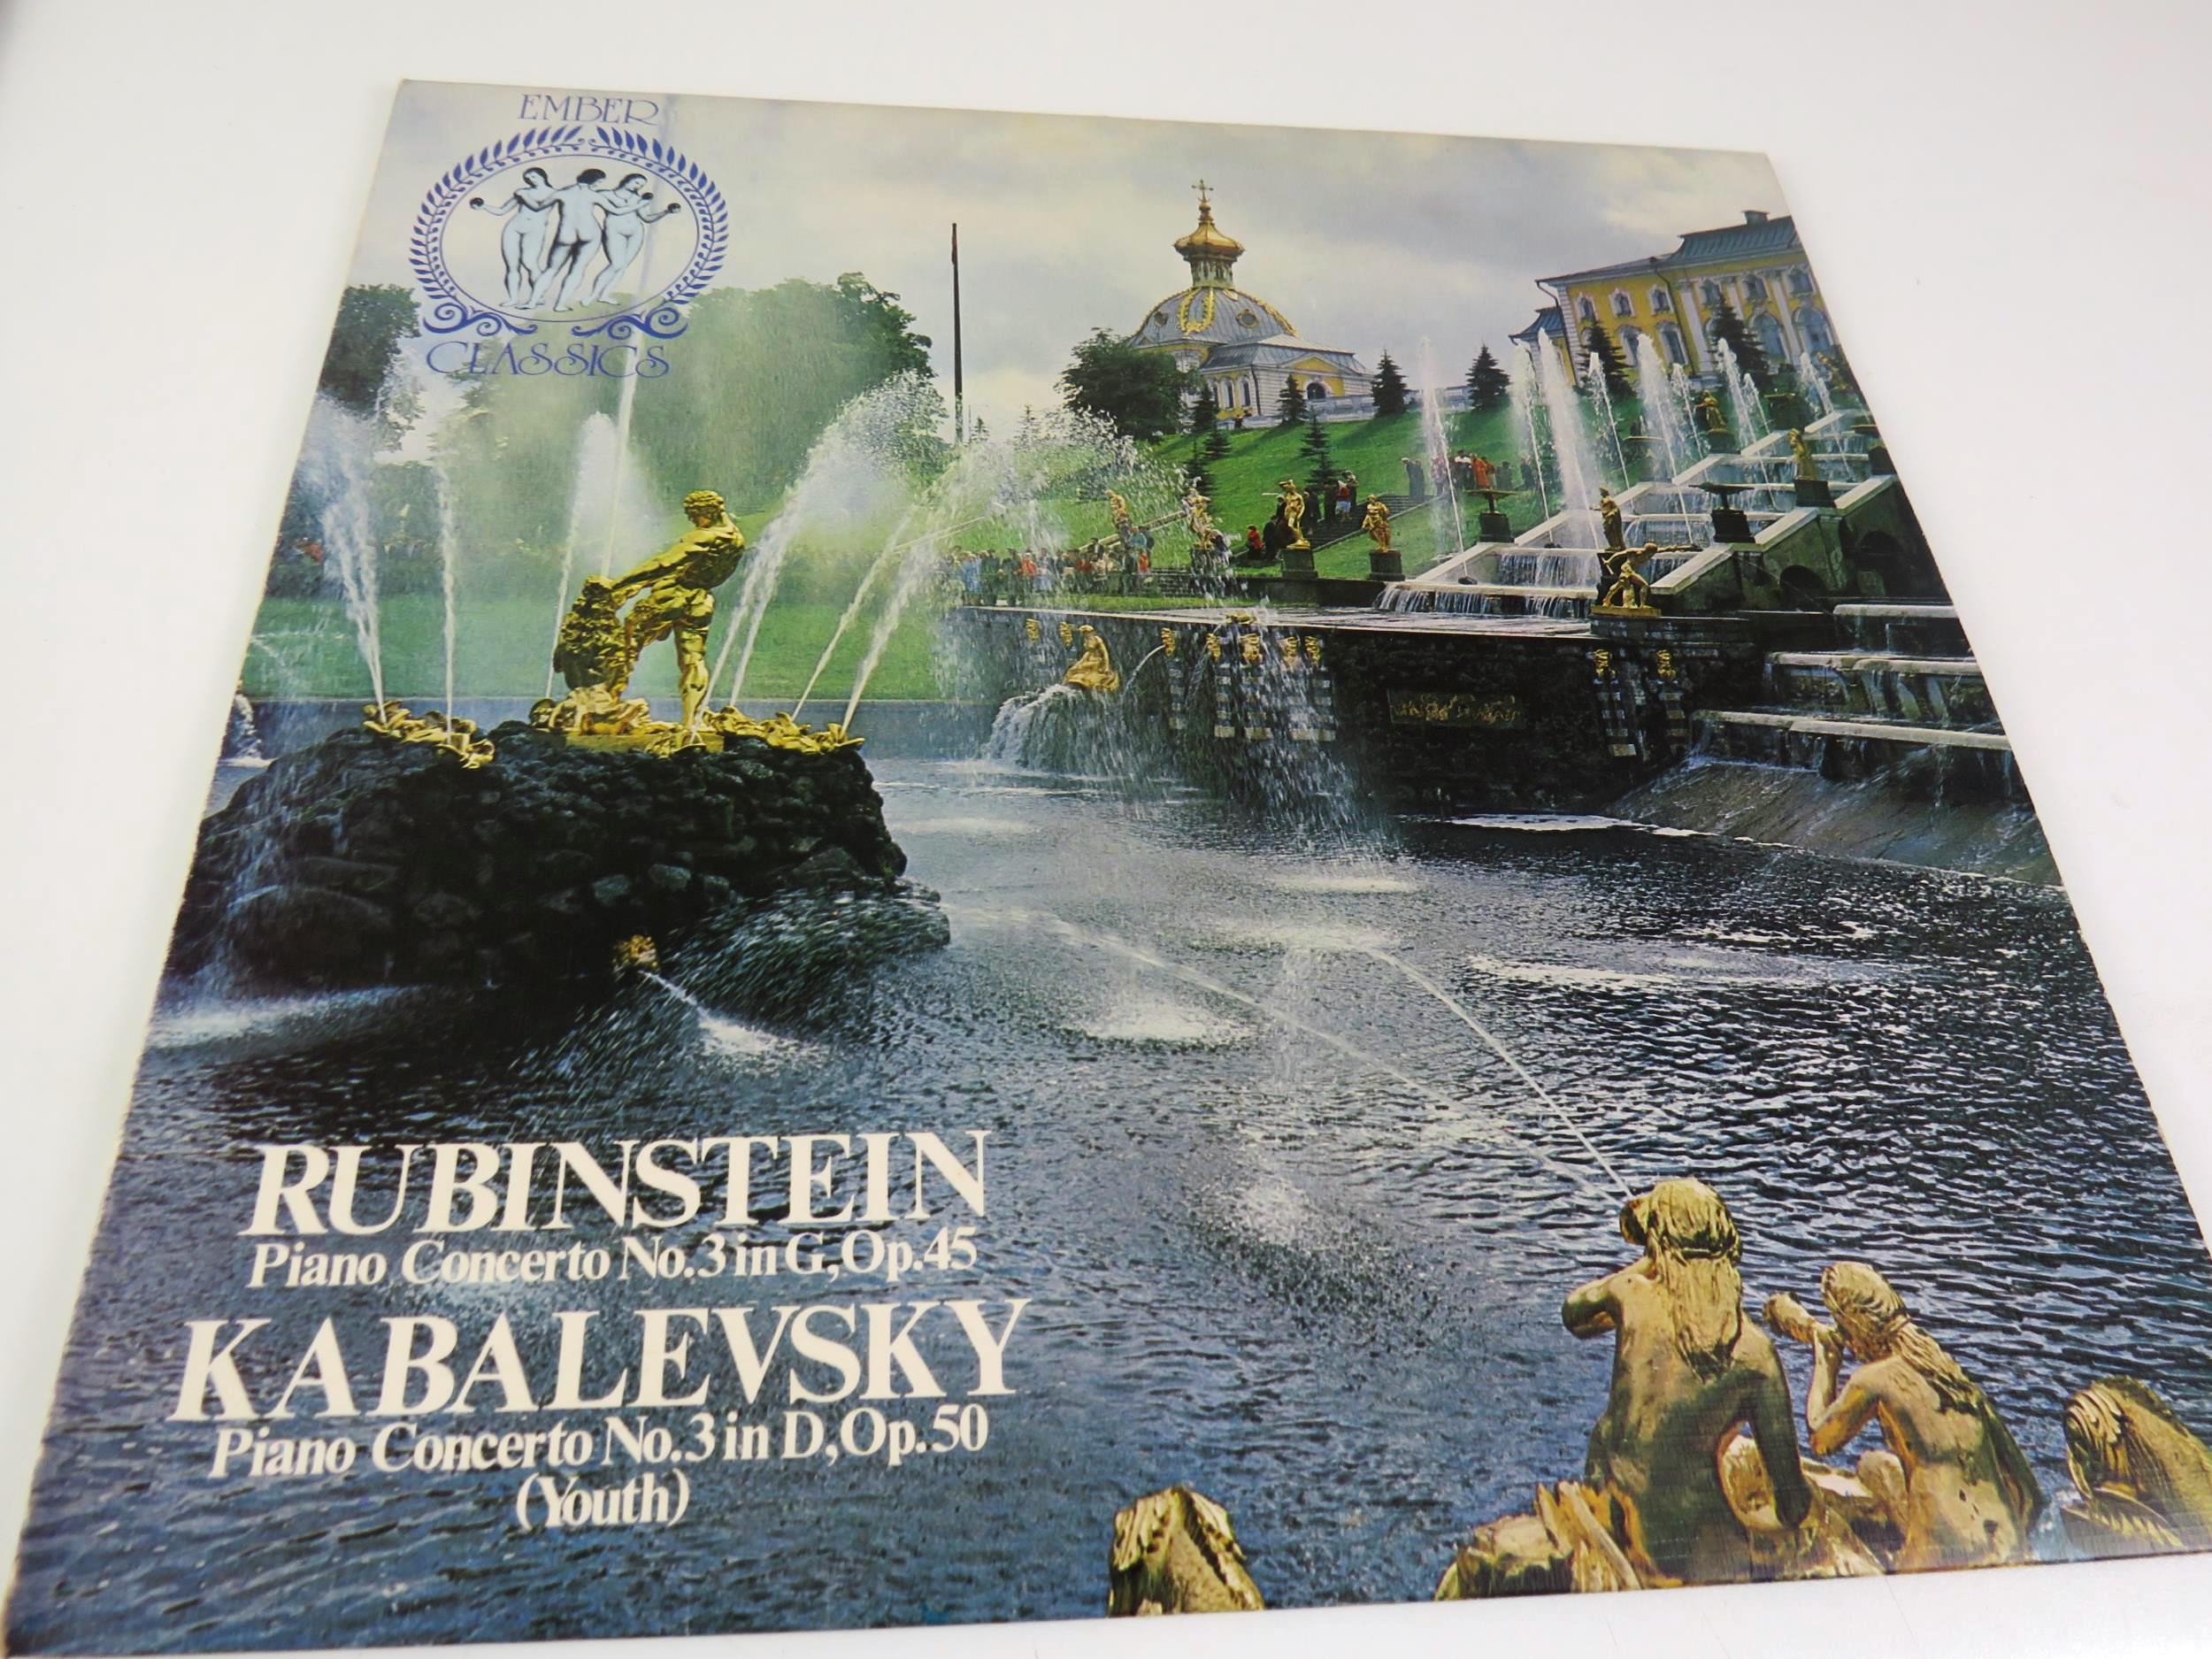 EMBER
CLASSICS
RUBINSTEIN
Piano Concerto No.3 in G, Op.45
KABALEVSKY
Piano Concerto No.3 in D, Op.50
(Youth)